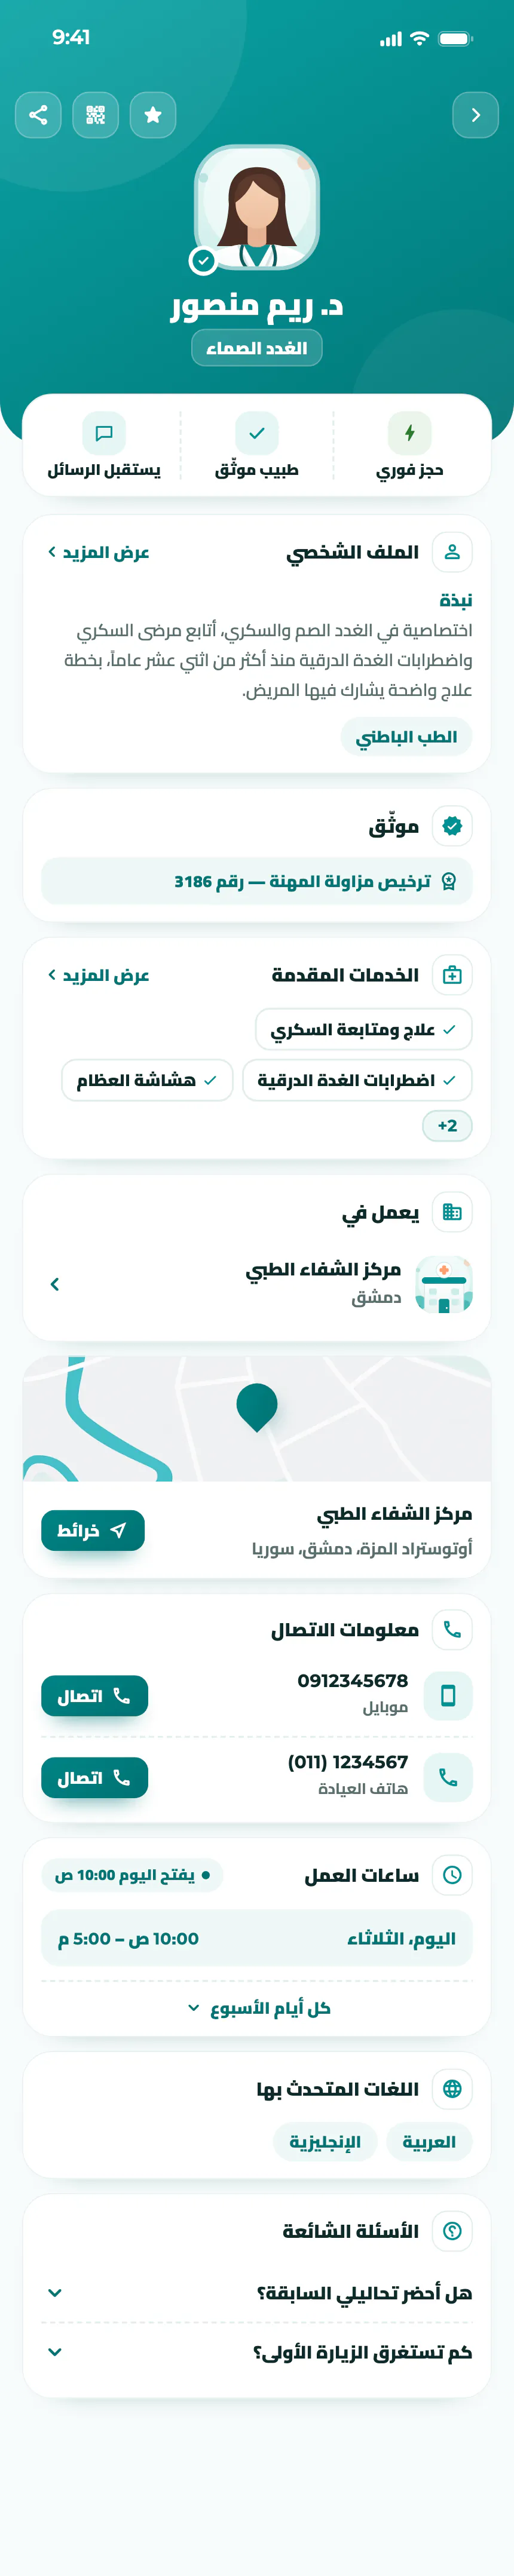 9:41
د. ريم منصور
الغدد الصماء
حجز فوري
طبيب موثّق
يستقبل الرسائل
الملف الشخصي
عرض المزيد
نبذة
اختصاصية في الغدد الصم والسكري، أتابع مرضى السكري
واضطرابات الغدة الدرقية منذ أكثر من اثني عشر عاماً، بخطة
علاج واضحة يشارك فيها المريض.
الطب الباطني
موثّق
ترخيص مزاولة المهنة — رقم 3186
الخدمات المقدمة
عرض المزيد
علاج ومتابعة السكري
اضطرابات الغدة الدرقية
هشاشة العظام
+2
يعمل في
مركز الشفاء الطبي
دمشق
مركز الشفاء الطبي
أوتوستراد المزة، دمشق، سوريا
خرائط
معلومات الاتصال
0912345678
موبايل
اتصال
(011) 1234567
هاتف العيادة
اتصال
ساعات العمل
يفتح اليوم 10:00 ص
اليوم، الثلاثاء
10:00 ص – 5:00 م
كل أيام الأسبوع
اللغات المتحدث بها
العربية
الإنجليزية
الأسئلة الشائعة
هل أحضر تحاليلي السابقة؟
كم تستغرق الزيارة الأولى؟